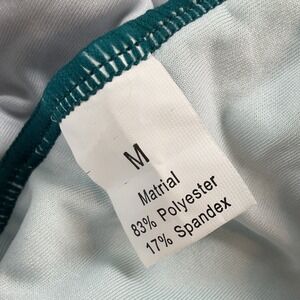 M
Matrial
83% Polyester
17% Spandex